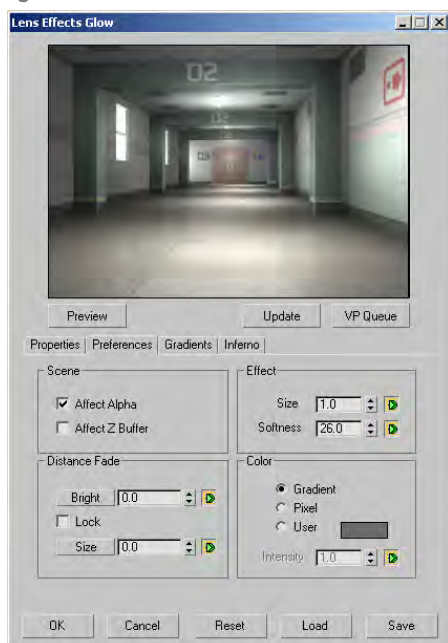 Lens Effects Glow
02
Preview
Update
VP Queue
Properties
Preferences
Gradients
Inferno
Scene
Affect Alpha
Affect Z Buffer
Effect
Size 1.0
Softness 26.0
Distance Fade
Bright 0.0
Lock
Size 0.0
Color
Gradient
Pixel
User
Intensity 1.0
OK
Cancel
Reset
Load
Save